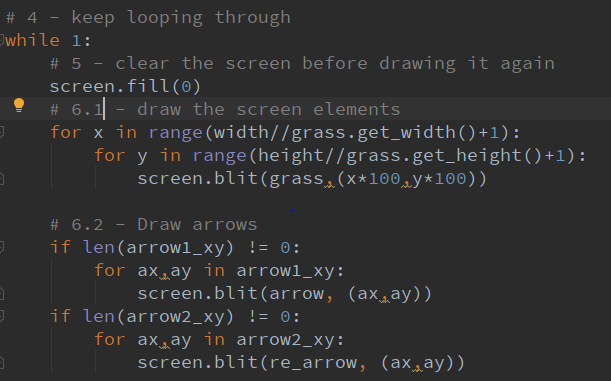 # 4 - keep looping through
while 1:
    # 5 - clear the screen before drawing it again
    screen.fill(0)
    # 6.1 - draw the screen elements
    for x in range(width//grass.get_width()+1):
        for y in range(height//grass.get_height()+1):
            screen.blit(grass,(x*100,y*100))

    # 6.2 - Draw arrows
    if len(arrow1_xy) != 0:
        for ax,ay in arrow1_xy:
            screen.blit(arrow, (ax,ay))
    if len(arrow2_xy) != 0:
        for ax,ay in arrow2_xy:
            screen.blit(re_arrow, (ax,ay))